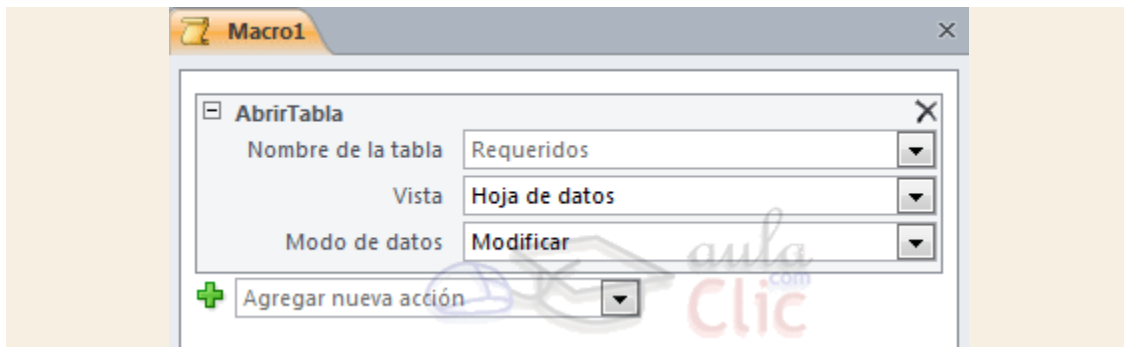 Macro1
AbrirTabla
Nombre de la tabla Requeridos
Vista Hoja de datos
Modo de datos Modificar
Agregar nueva acción
aula
.com
Clic